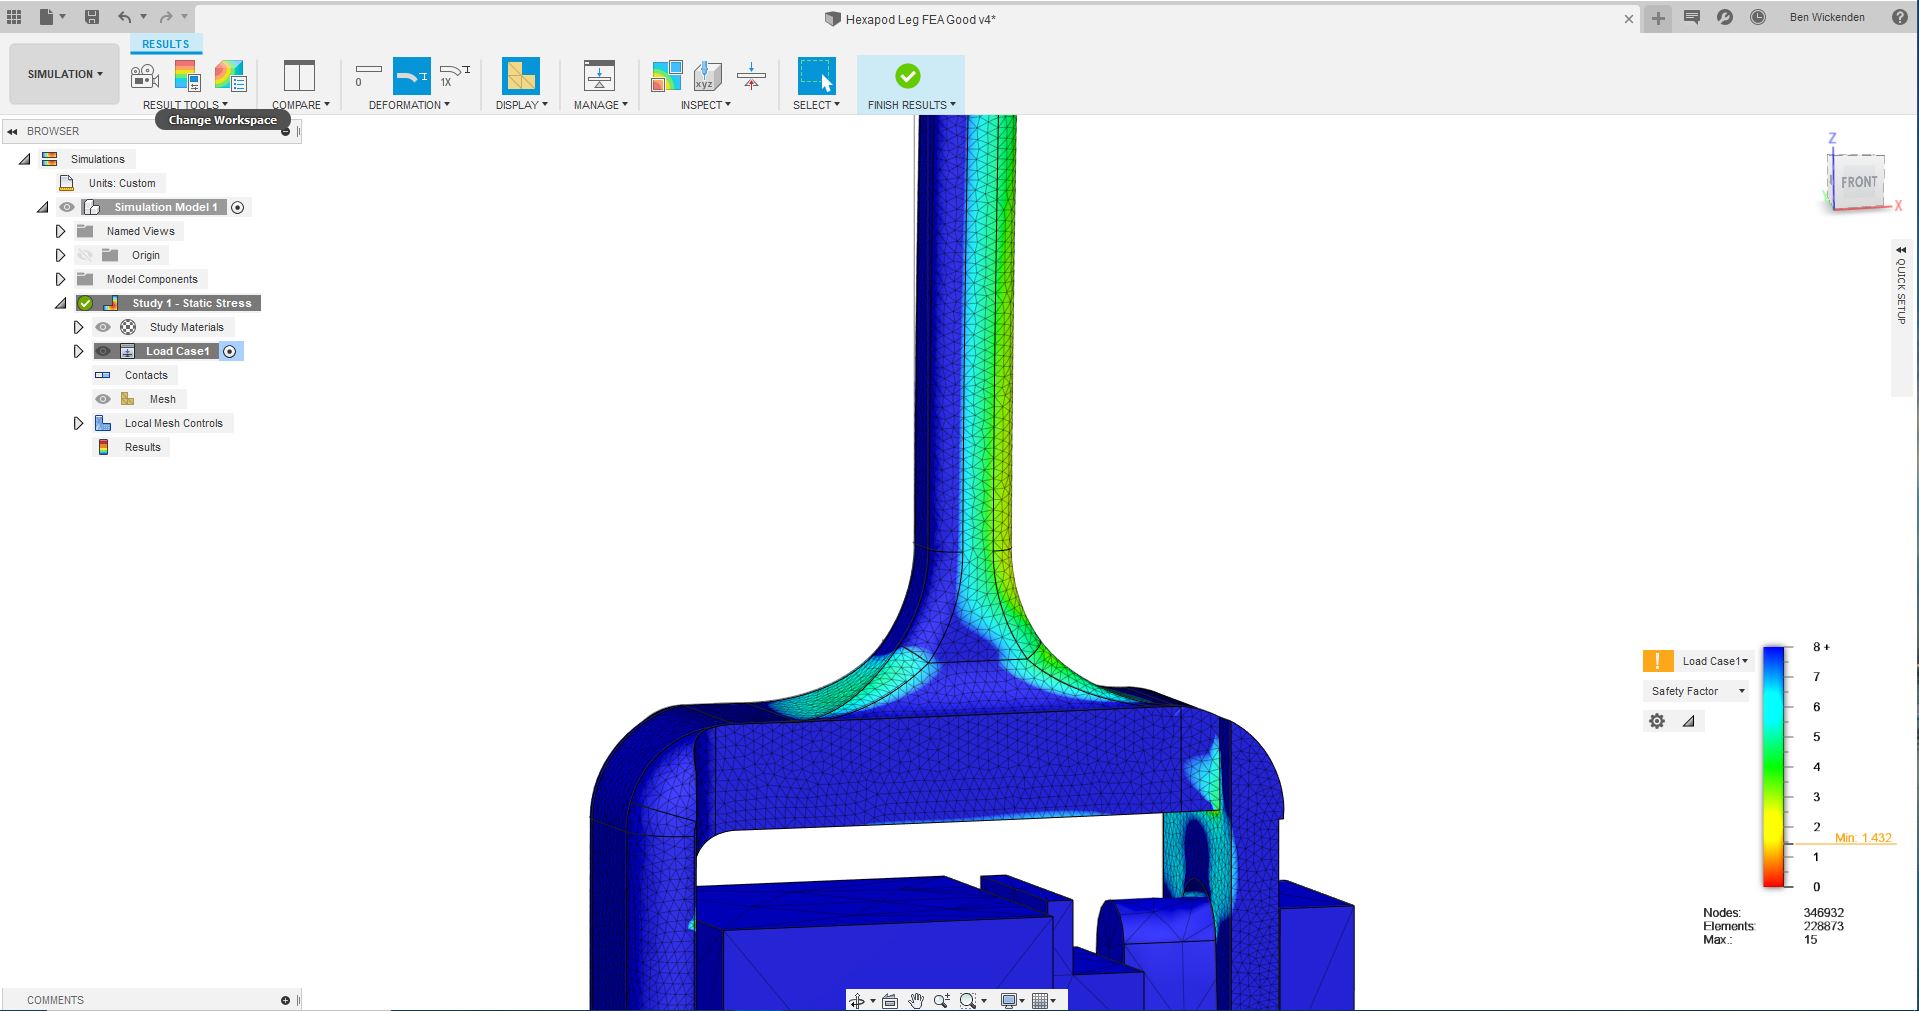 Hexapod Leg FEA Good v4*
Ben Wickenden
RESULTS
SIMULATION
0
1X
xyz
RESULT TOOLS
COMPARE
DEFORMATION
DISPLAY
MANAGE
INSPECT
SELECT
FINISH RESULTS
Change Workspace
BROWSER
Simulations
Units: Custom
Simulation Model 1
Named Views
Origin
Model Components
Study 1 - Static Stress
Study Materials
Load Case1
Contacts
Mesh
Local Mesh Controls
Results
Z
FRONT
X
QUICK SETUP
Load Case1
Safety Factor
8 +
7
6
5
4
3
2
Min: 1.432
1
0
Nodes: 346932
Elements: 228873
Max.: 15
COMMENTS